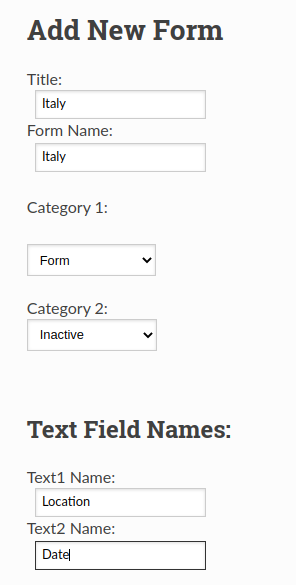 Add New Form
Title:
Italy
Form Name:
Italy
Category 1:
Form
Category 2:
Inactive
Text Field Names:
Text1 Name:
Location
Text2 Name:
Date